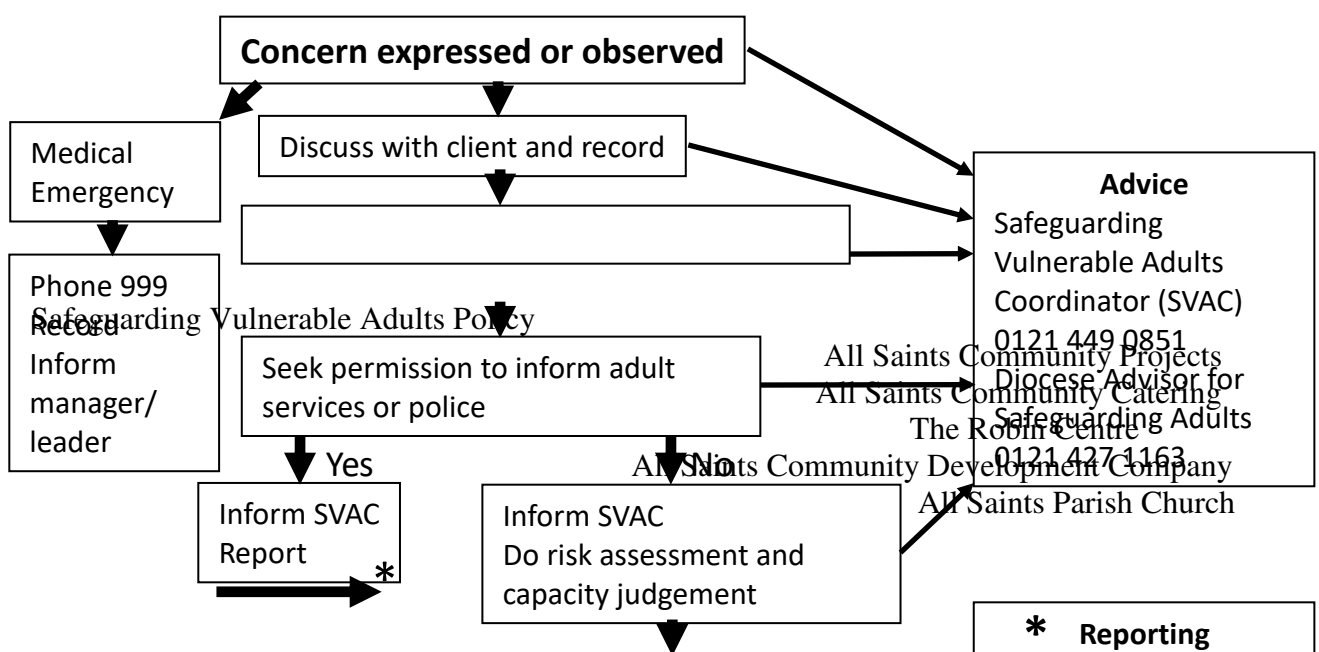 Concern expressed or observed
Medical
Emergency
Discuss with client and record
Advice
Safeguarding
Vulnerable Adults
Coordinator (SVAC)
0121 449 0851
Diocese Advisor for
Safeguarding Adults
0121 427 1163
Phone 999
Record
Inform
manager/
leader
Safeguarding Vulnerable Adults Policy
All Saints Community Projects
All Saints Community Catering
The Robin Centre
All Saints Community Development Company
All Saints Parish Church
Seek permission to inform adult
services or police
Yes
No
Inform SVAC
Report
*
Inform SVAC
Do risk assessment and
capacity judgement
* Reporting